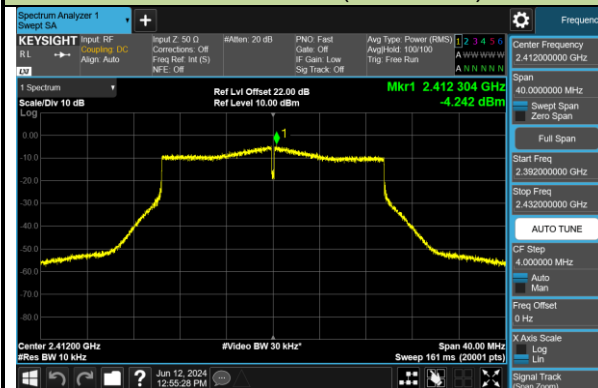 Spectrum Analyzer 1
Swept SA
Frequenc
KEYSIGHT Input: RF
RL Coupling: DC
Align: Auto
Input Z: 50 Ω
Corrections: Off
Freq Ref: Int (S)
NFE: Off
#Atten: 20 dB
PNO: Fast
Gate: Off
IF Gain: Low
Sig Track: Off
Avg Type: Power (RMS)
Avg|Hold: 100/100
Trig: Free Run
1 2 3 4 5 6
A W W W W W
A N N N N N
1 Spectrum
Scale/Div 10 dB
Log
Ref Lvl Offset 22.00 dB
Ref Level 10.00 dBm
Mkr1 2.412 304 GHz
-4.242 dBm
1
0.00
-10.0
-20.0
-30.0
-40.0
-50.0
-60.0
-70.0
-80.0
Center 2.41200 GHz
#Res BW 10 kHz
#Video BW 30 kHz*
Span 40.00 MHz
Sweep 161 ms (20001 pts)
Jun 12, 2024
12:55:28 PM
Center Frequency
2.412000000 GHz
Span
40.0000000 MHz
Swept Span
Zero Span
Full Span
Start Freq
2.392000000 GHz
Stop Freq
2.432000000 GHz
AUTO TUNE
CF Step
4.000000 MHz
Auto
Man
Freq Offset
0 Hz
X Axis Scale
Log
Lin
Signal Track
(Span Zoom)